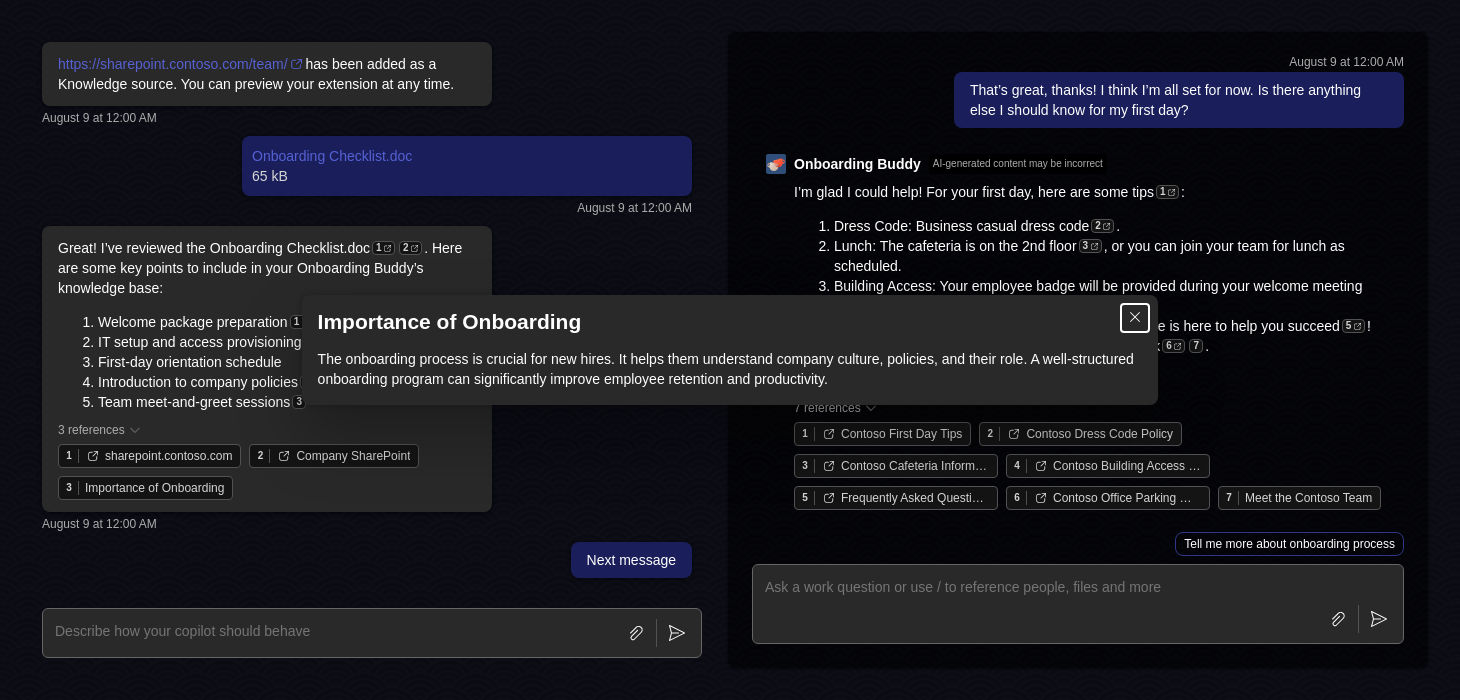 https://sharepoint.contoso.com/team/ has been added as a
Knowledge source. You can preview your extension at any time.
August 9 at 12:00 AM
Onboarding Checklist.doc
65 kB
August 9 at 12:00 AM
Great! I’ve reviewed the Onboarding Checklist.doc 1 2 . Here
are some key points to include in your Onboarding Buddy’s
knowledge base:
1. Welcome package preparation 1
2. IT setup and access provisioning
3. First-day orientation schedule
4. Introduction to company policies
5. Team meet-and-greet sessions 3
3 references
1 sharepoint.contoso.com 2 Company SharePoint
3 Importance of Onboarding
August 9 at 12:00 AM
Next message
Describe how your copilot should behave
Importance of Onboarding
The onboarding process is crucial for new hires. It helps them understand company culture, policies, and their role. A well-structured
onboarding program can significantly improve employee retention and productivity.
August 9 at 12:00 AM
That’s great, thanks! I think I’m all set for now. Is there anything
else I should know for my first day?
Onboarding Buddy AI-generated content may be incorrect
I’m glad I could help! For your first day, here are some tips 1 :
1. Dress Code: Business casual dress code 2 .
2. Lunch: The cafeteria is on the 2nd floor 3 , or you can join your team for lunch as
scheduled.
3. Building Access: Your employee badge will be provided during your welcome meeting
is here to help you succeed 5 !
6 7 .
7 references
1 Contoso First Day Tips 2 Contoso Dress Code Policy
3 Contoso Cafeteria Inform… 4 Contoso Building Access …
5 Frequently Asked Questi… 6 Contoso Office Parking … 7 Meet the Contoso Team
Tell me more about onboarding process
Ask a work question or use / to reference people, files and more